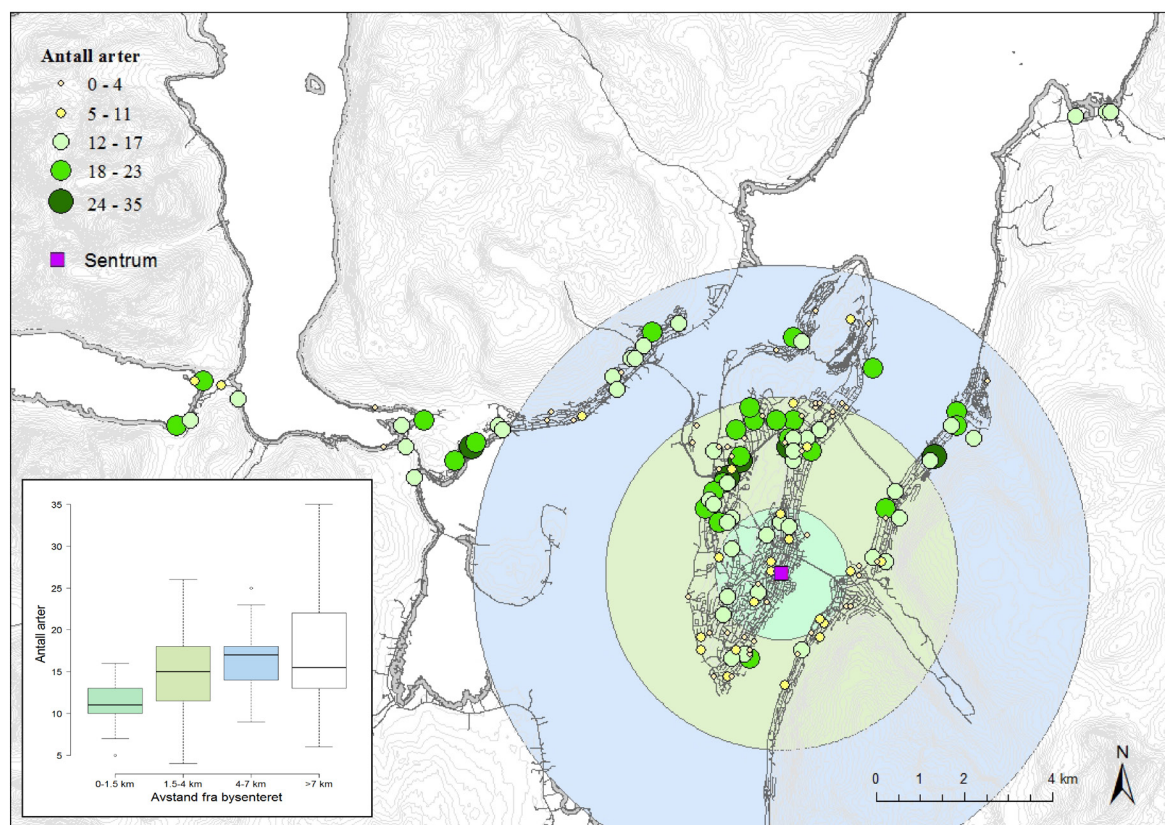 Antall arter
0 - 4
5 - 11
12 - 17
18 - 23
24 - 35
Sentrum
Antall arter
35
30
25
20
15
10
5
0-1.5 km
1.5-4 km
4-7 km
>7 km
Avstand fra bysenteret
N
0 1 2 4 km